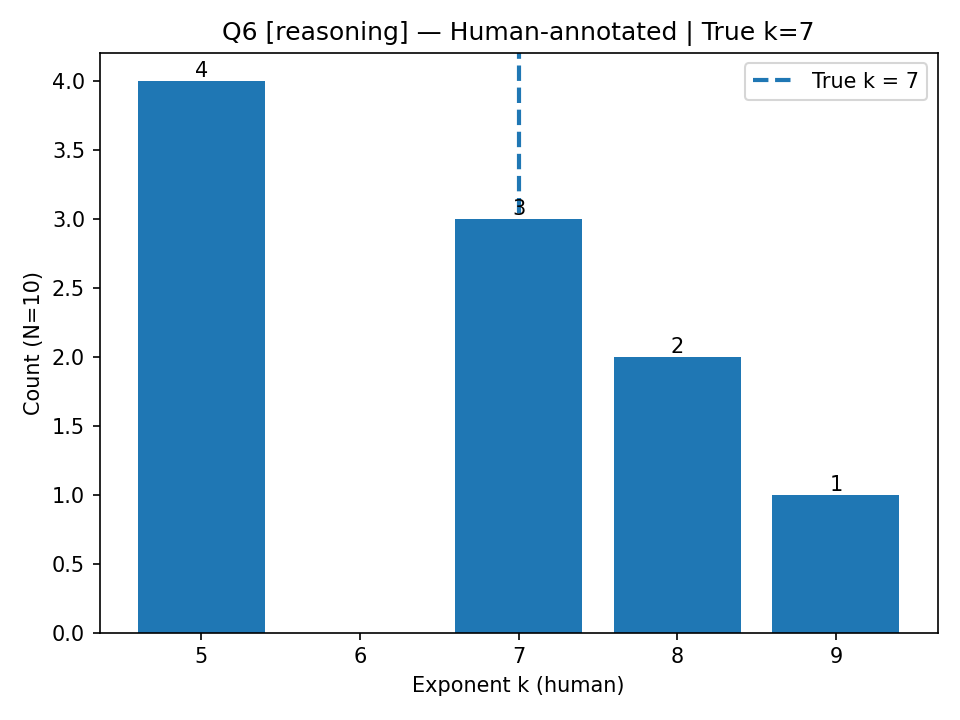 Q6 [reasoning] — Human-annotated | True k=7
True k = 7
4
3
2
1
4.0
3.5
3.0
2.5
2.0
1.5
1.0
0.5
0.0
Count (N=10)
5 6 7 8 9
Exponent k (human)